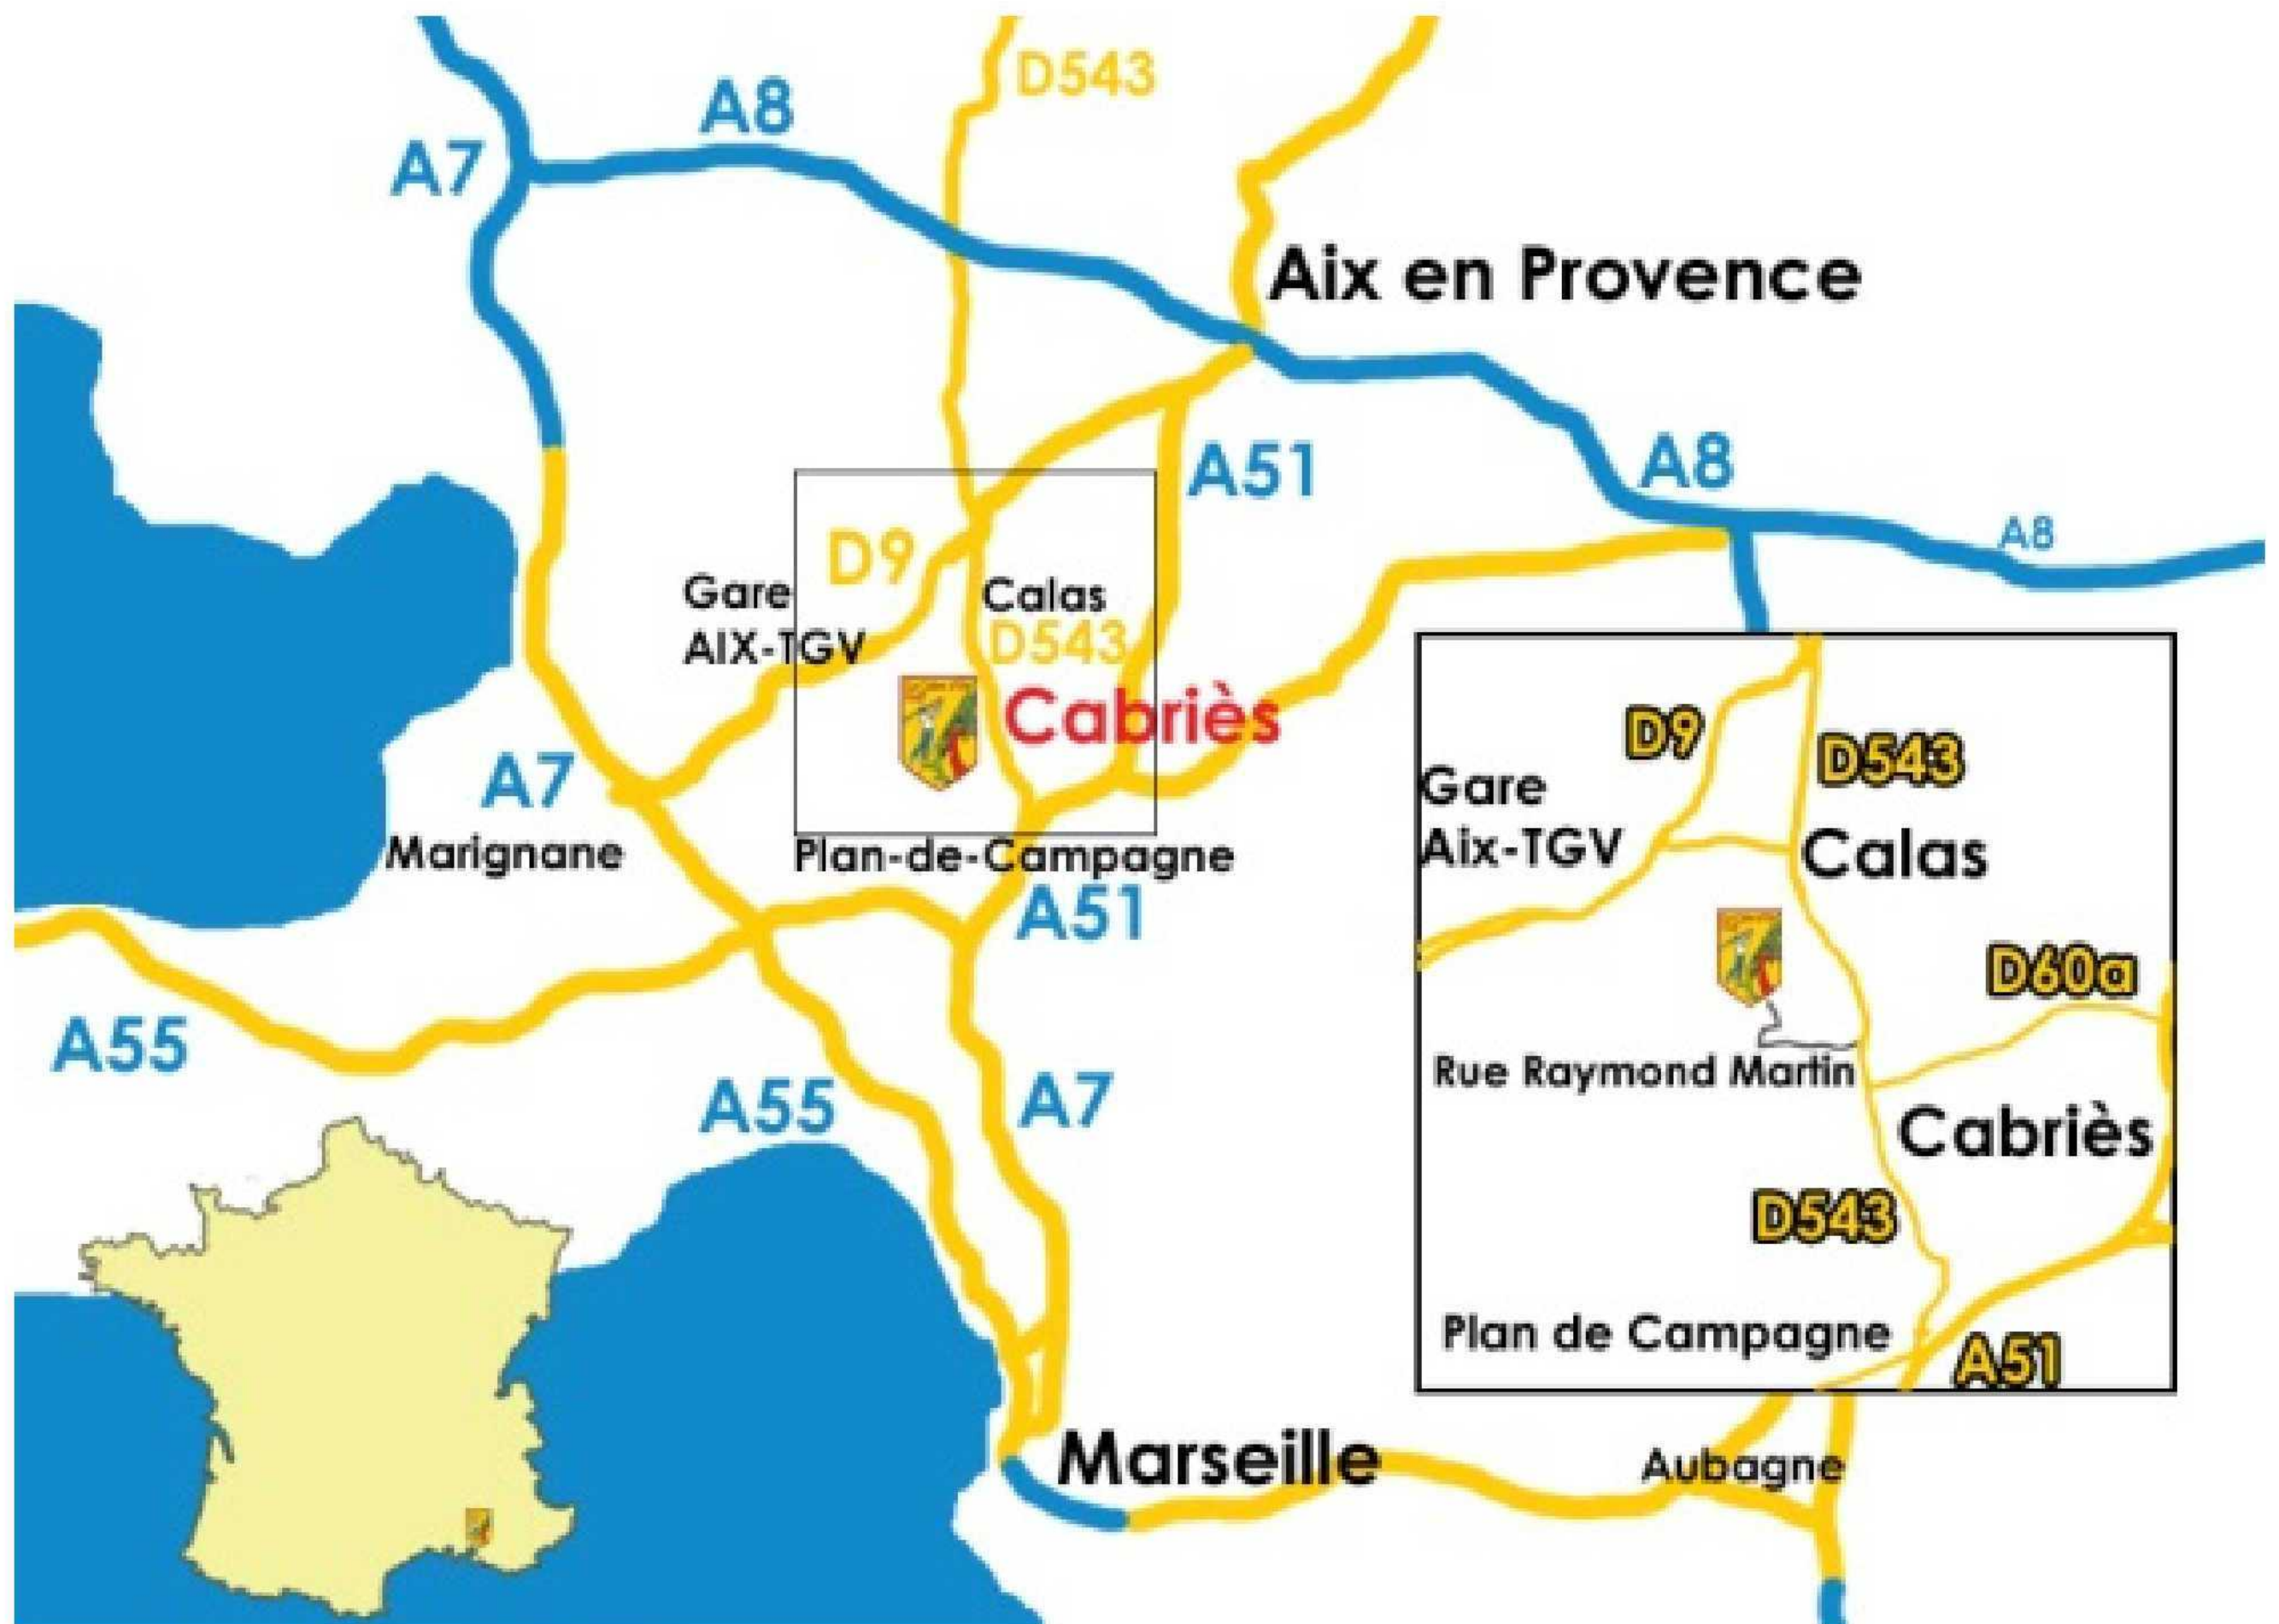 D543
A8
A7
Aix en Provence
A51
A8
A8
D9
Gare
AIX-TGV
Calas
D543
Cabriès
A7
Marignane
Plan-de-Campagne
A51
A55
A55
A7
Marseille
Aubagne
D9
D543
Gare
Aix-TGV
Calas
D60a
Rue Raymond Martin
Cabriès
D543
Plan de Campagne
A51